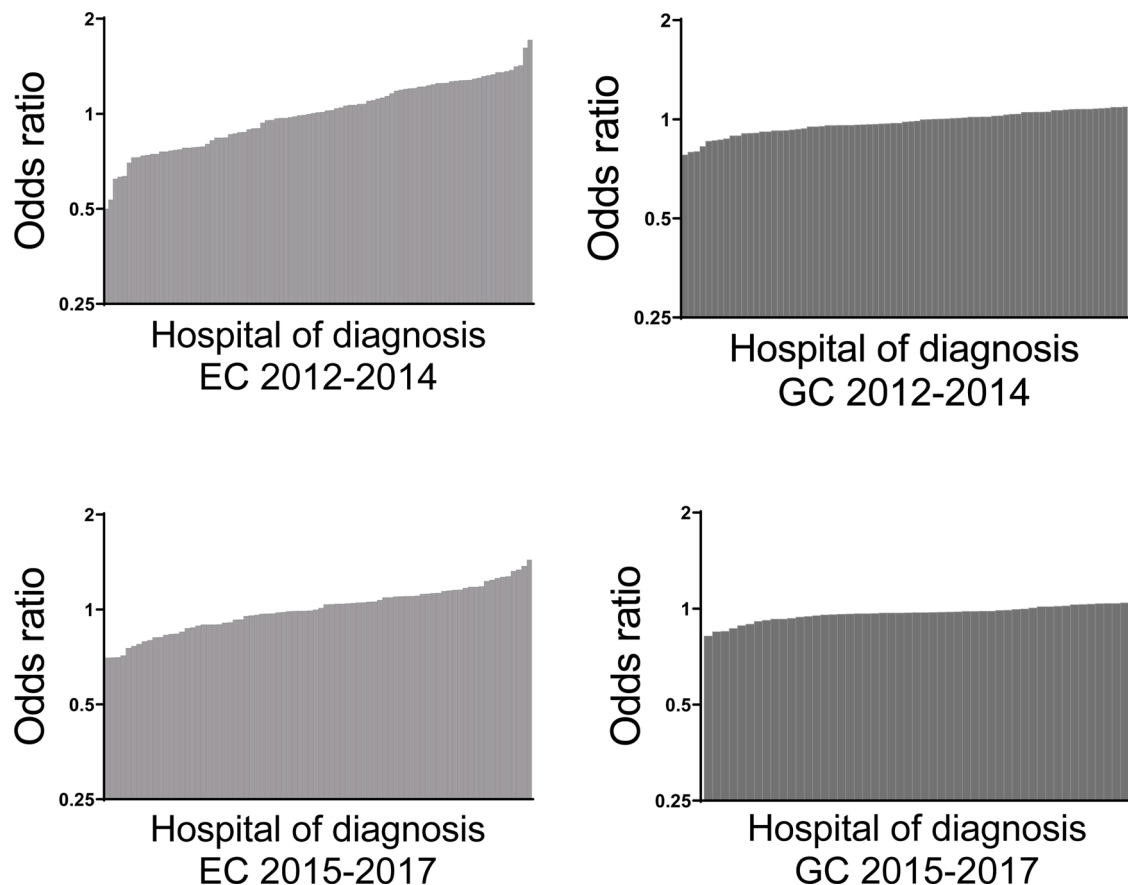 Odds ratio
2
1
0.5
0.25
Hospital of diagnosis
EC 2012-2014
Odds ratio
2
1
0.5
0.25
Hospital of diagnosis
GC 2012-2014
Odds ratio
2
1
0.5
0.25
Hospital of diagnosis
EC 2015-2017
Odds ratio
2
1
0.5
0.25
Hospital of diagnosis
GC 2015-2017